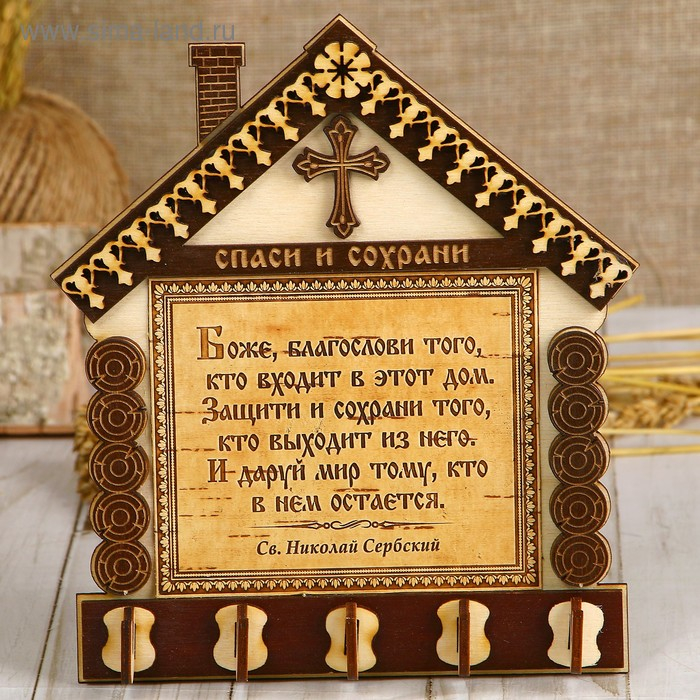 www.sima-land.ru
СПАСИ И СОХРАНИ
Боже, благослови того,
кто входит в этот дом.
Защити и сохрани того,
кто выходит из него.
И даруй мир тому, кто
в нем остается.
Св. Николай Сербский